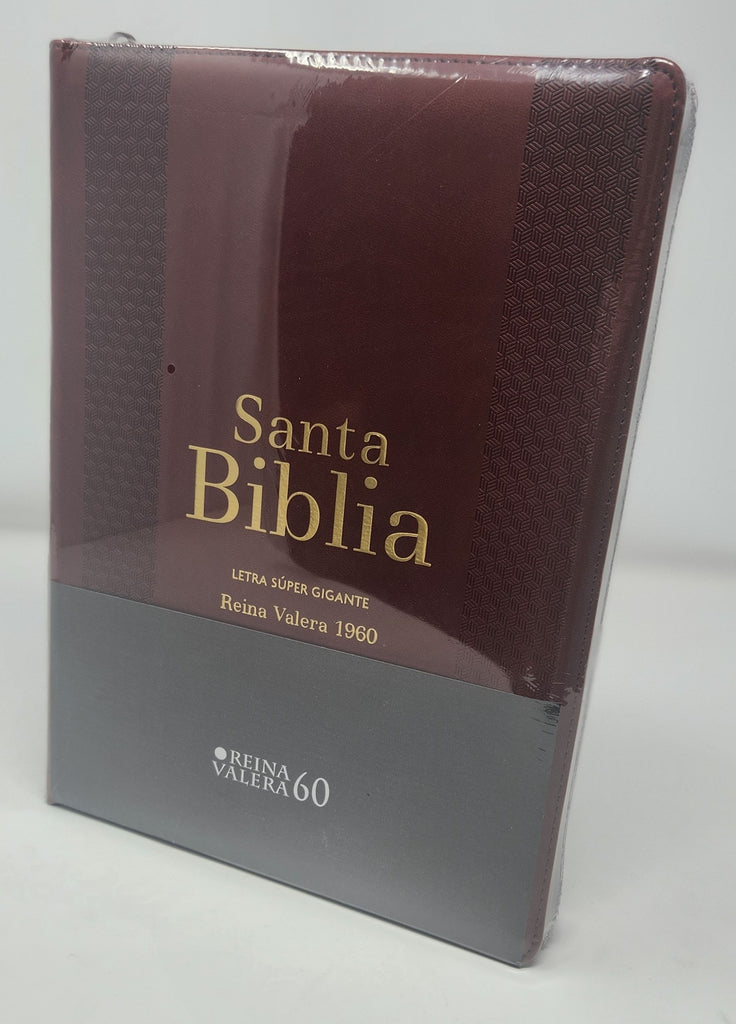 Santa
Biblia
LETRA SÚPER GIGANTE
Reina Valera 1960
REINA
VALERA 60